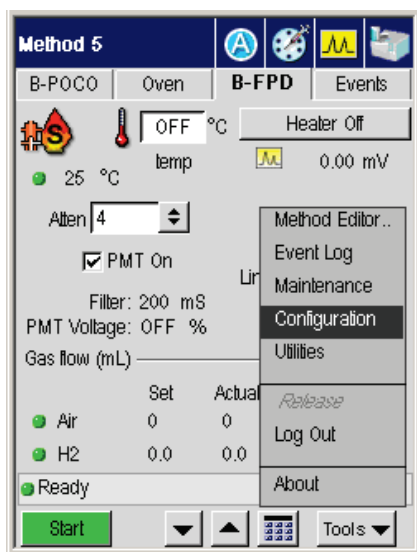 Method 5
B-POCO Oven B-FPD Events
OFF °C Heater Off
temp 0.00 mV
25 °C
Atten 4 Method Editor..
PMT On Event Log
Lin Maintenance
Filter: 200 mS Configuration
PMT Voltage: OFF %
Gas flow (mL) Utilities
Set Actual Release
Air 0 0 Log Out
H2 0.0 0.0
Ready About
Start Tools